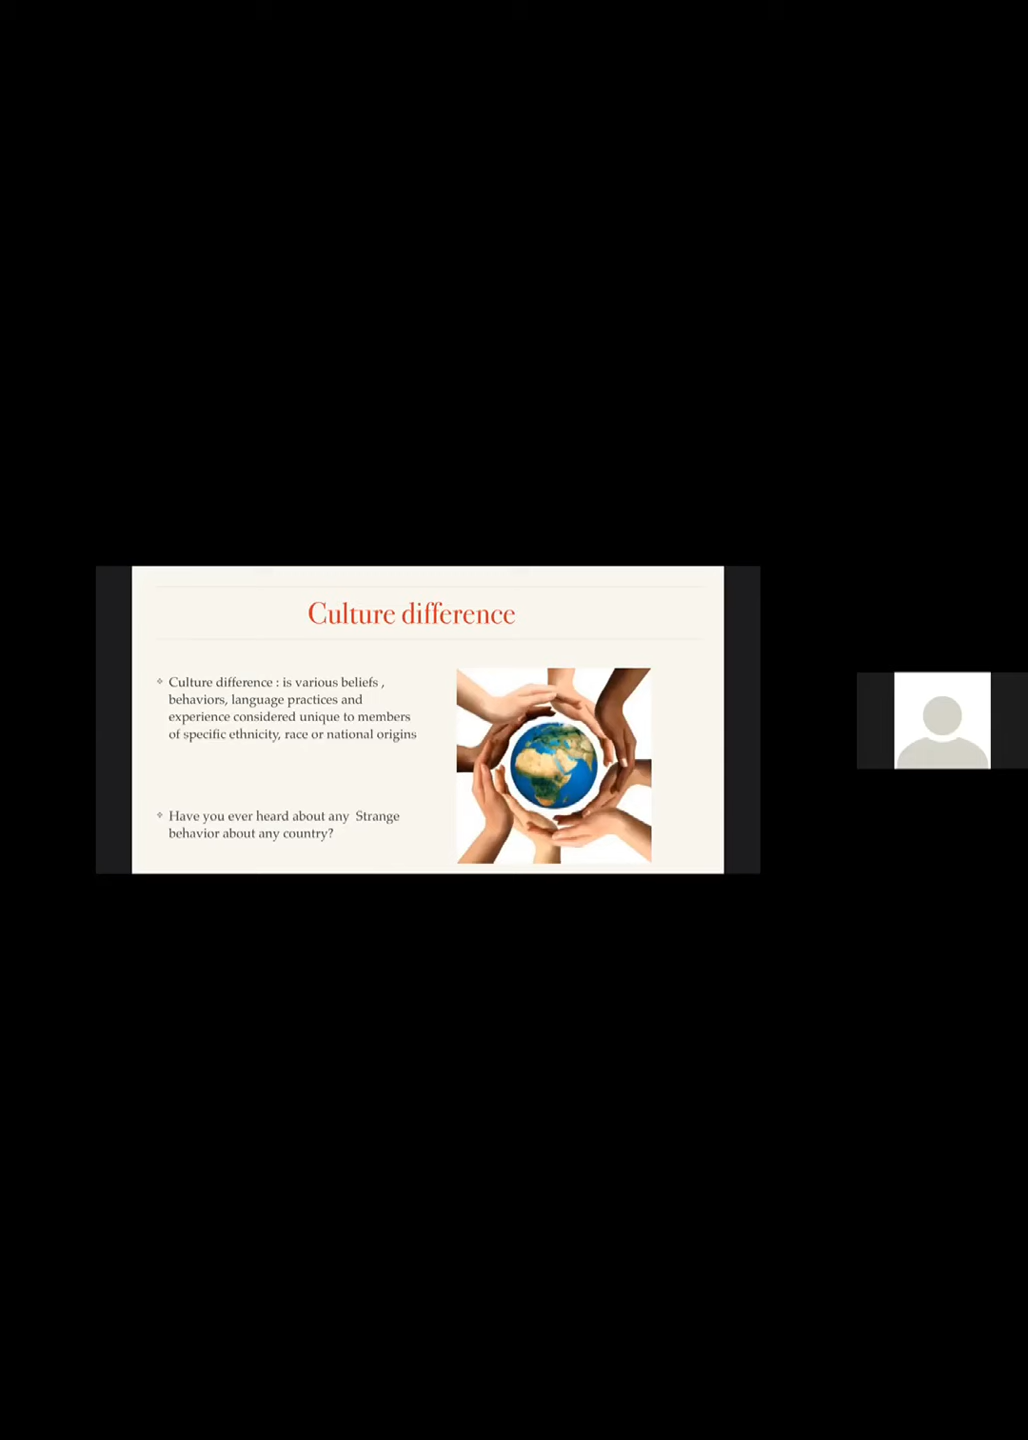 Culture difference
Culture difference : is various beliefs ,
behaviors, language practices and
experience considered unique to members
of specific ethnicity, race or national origins
Have you ever heard about any  Strange
behavior about any country?